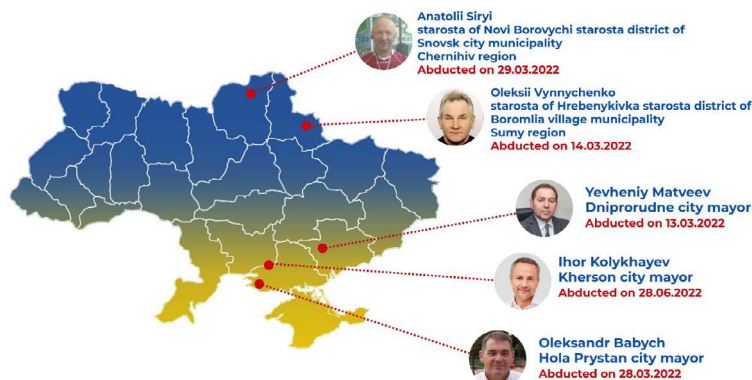 Anatolii Siryi
starosta of Novi Borovychi starosta district of
Snovsk city municipality
Chernihiv region
Abducted on 29.03.2022
Oleksii Vynnychenko
starosta of Hrebenykivka starosta district of
Boromlia village municipality
Sumy region
Abducted on 14.03.2022
Yevheniy Matveev
Dniprorudne city mayor
Abducted on 13.03.2022
Ihor Kolykhayev
Kherson city mayor
Abducted on 28.06.2022
Oleksandr Babych
Hola Prystan city mayor
Abducted on 28.03.2022